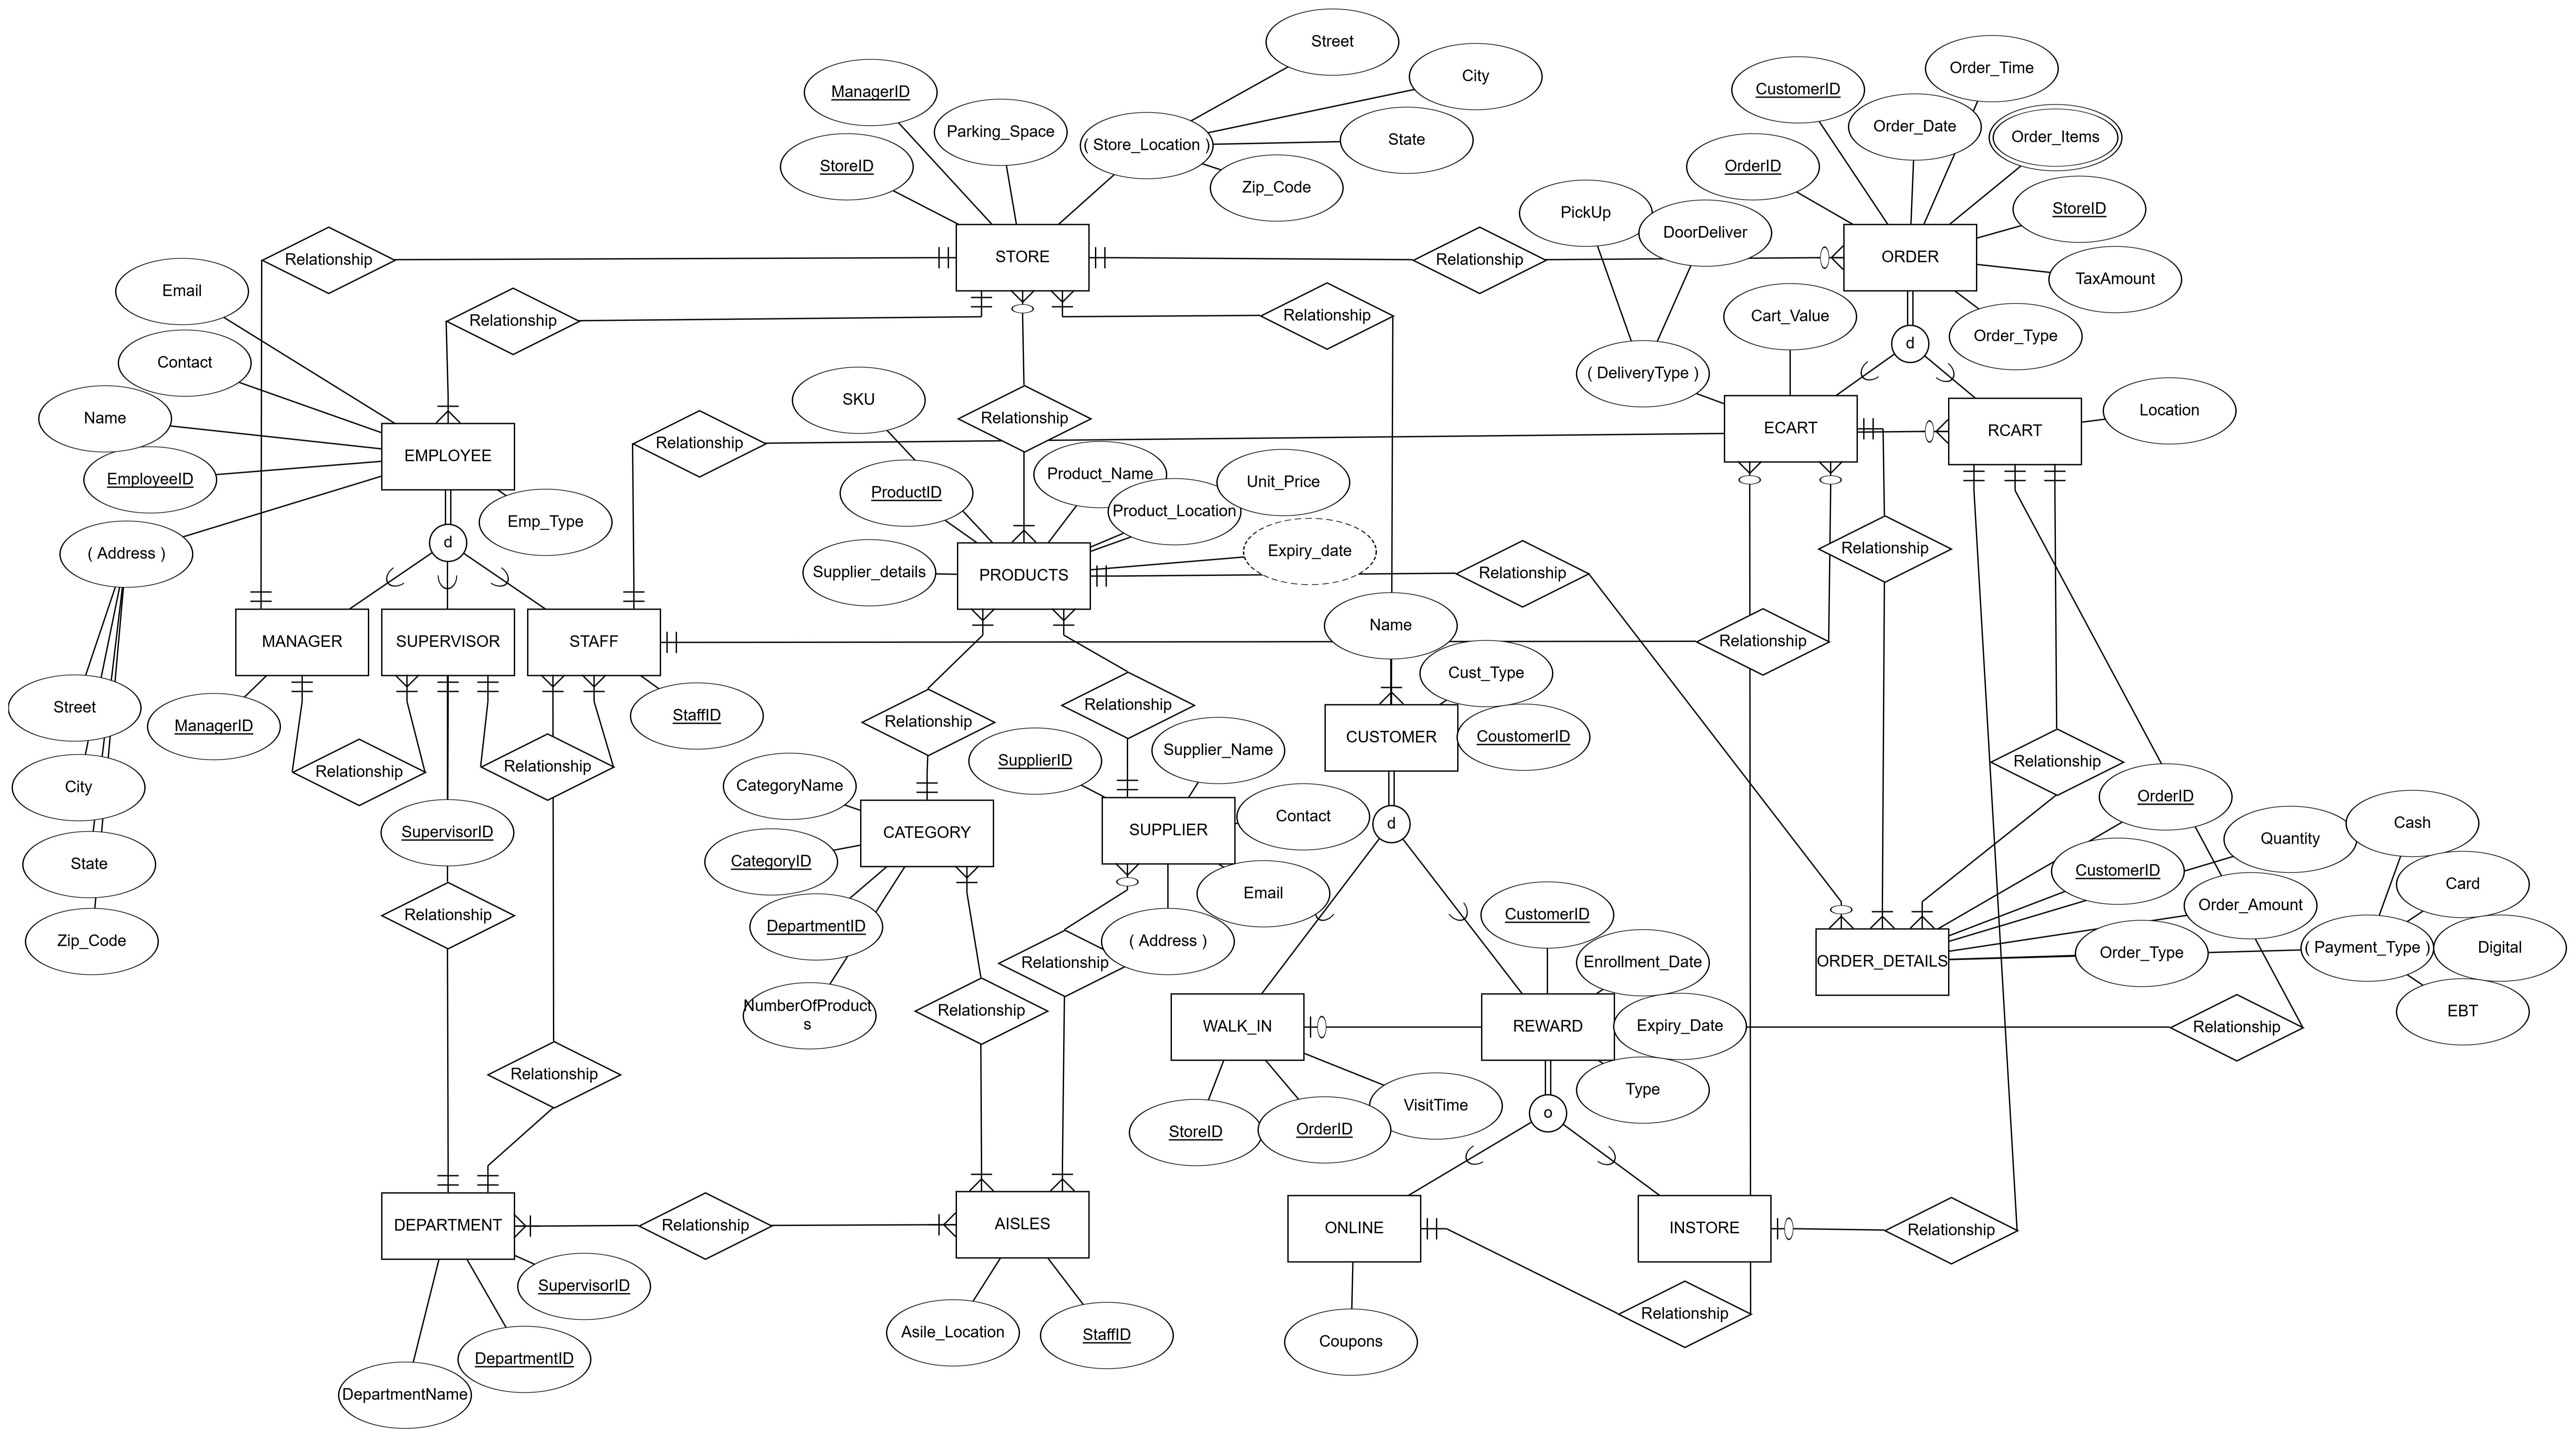 Street
City
State
Zip_Code
( Store_Location )
Parking_Space
ManagerID
StoreID
STORE
Order_Time
CustomerID
Order_Date
Order_Items
OrderID
StoreID
TaxAmount
Order_Type
ORDER
d
PickUp
DoorDeliver
( DeliveryType )
Cart_Value
ECART
RCART
Location
Relationship
Relationship
Relationship
Relationship
Relationship
Relationship
Email
Contact
Name
EmployeeID
( Address )
Emp_Type
EMPLOYEE
d
Street
City
State
Zip_Code
MANAGER
SUPERVISOR
STAFF
ManagerID
StaffID
SupervisorID
Relationship
Relationship
Relationship
Relationship
SKU
ProductID
Product_Name
Product_Location
Unit_Price
Expiry_date
Supplier_details
PRODUCTS
Relationship
Relationship
Relationship
Relationship
Relationship
Relationship
Name
Cust_Type
CoustomerID
CUSTOMER
d
CategoryName
CategoryID
DepartmentID
NumberOfProduct
s
CATEGORY
SupplierID
Supplier_Name
Contact
Email
( Address )
SUPPLIER
Relationship
Relationship
OrderID
CustomerID
Quantity
Order_Amount
Order_Type
( Payment_Type )
Cash
Card
Digital
EBT
ORDER_DETAILS
CustomerID
Enrollment_Date
Expiry_Date
Type
WALK_IN
REWARD
Relationship
StoreID
OrderID
VisitTime
o
DEPARTMENT
Relationship
AISLES
ONLINE
INSTORE
Relationship
Relationship
SupervisorID
DepartmentID
DepartmentName
Asile_Location
StaffID
Coupons